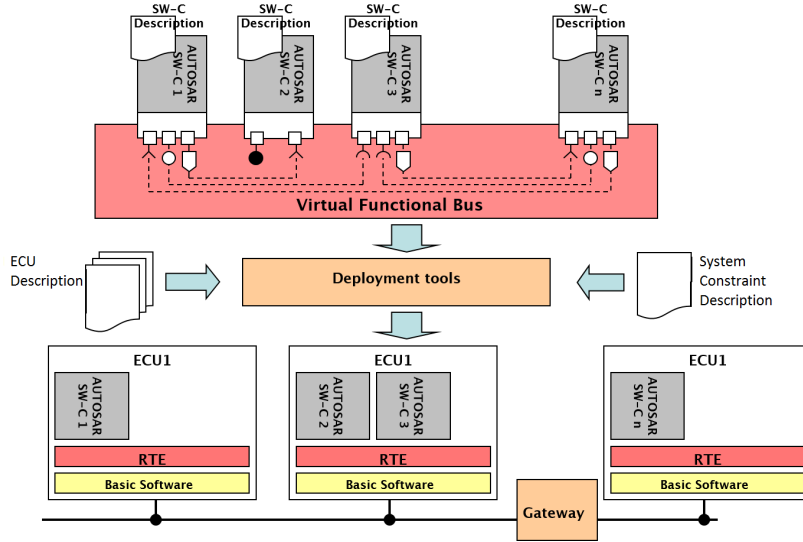 SW-C
Description
SW-C
Description
SW-C
Description
SW-C
Description
AUTOSAR
SW-C 1
AUTOSAR
SW-C 2
AUTOSAR
SW-C 3
AUTOSAR
SW-C n
Virtual Functional Bus
ECU
Description
Deployment tools
System
Constraint
Description
ECU1
AUTOSAR
SW-C 1
RTE
Basic Software
ECU1
AUTOSAR
SW-C 2
AUTOSAR
SW-C 3
RTE
Basic Software
ECU1
AUTOSAR
SW-C n
RTE
Basic Software
Gateway